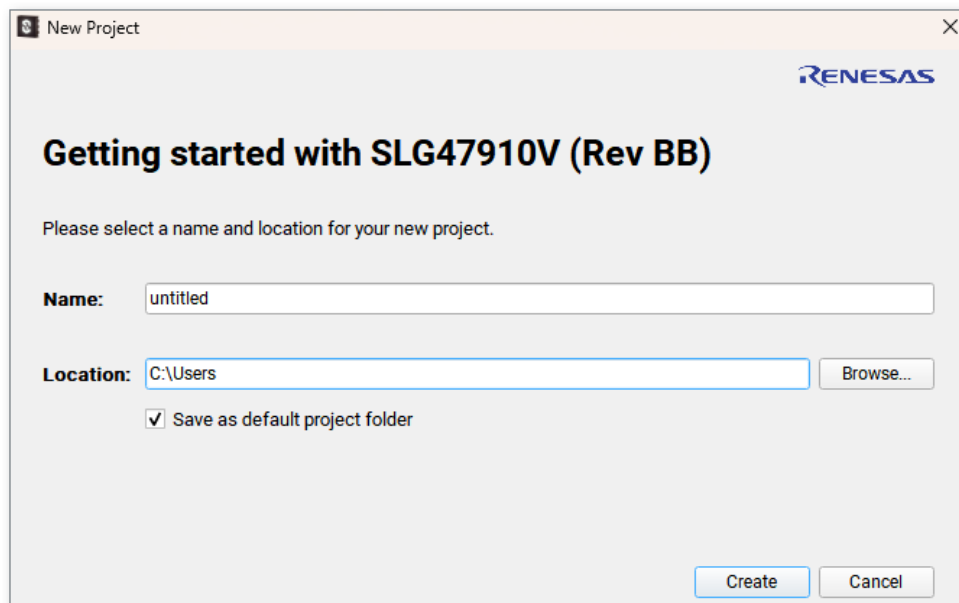 New Project
RENESAS
Getting started with SLG47910V (Rev BB)
Please select a name and location for your new project.
Name: untitled
Location: C:\Users Browse...
Save as default project folder
Create Cancel